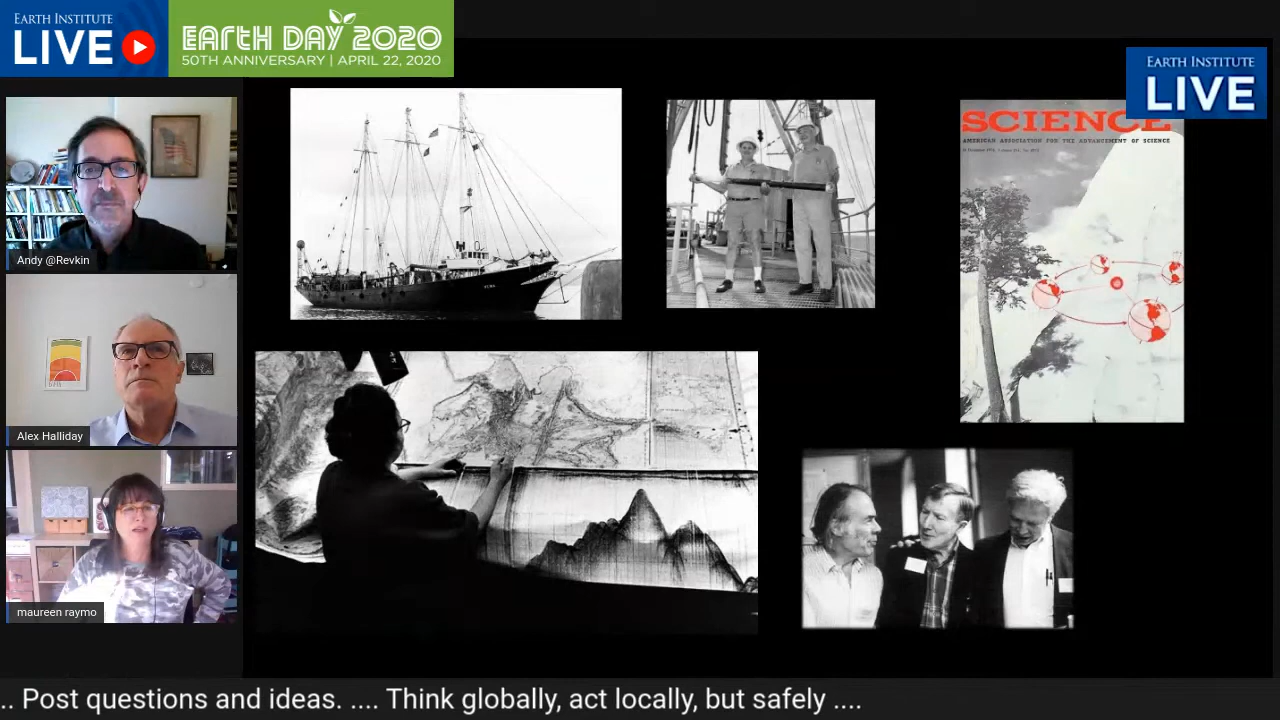 EARTH INSTITUTE
LIVE
EARTH DAY 2020
50TH ANNIVERSARY | APRIL 22, 2020
EARTH INSTITUTE
LIVE
Andy @Revkin
Alex Halliday
maureen raymo
SCIENCE
AMERICAN ASSOCIATION FOR THE ADVANCEMENT OF SCIENCE
.. Post questions and ideas. .... Think globally, act locally, but safely ....